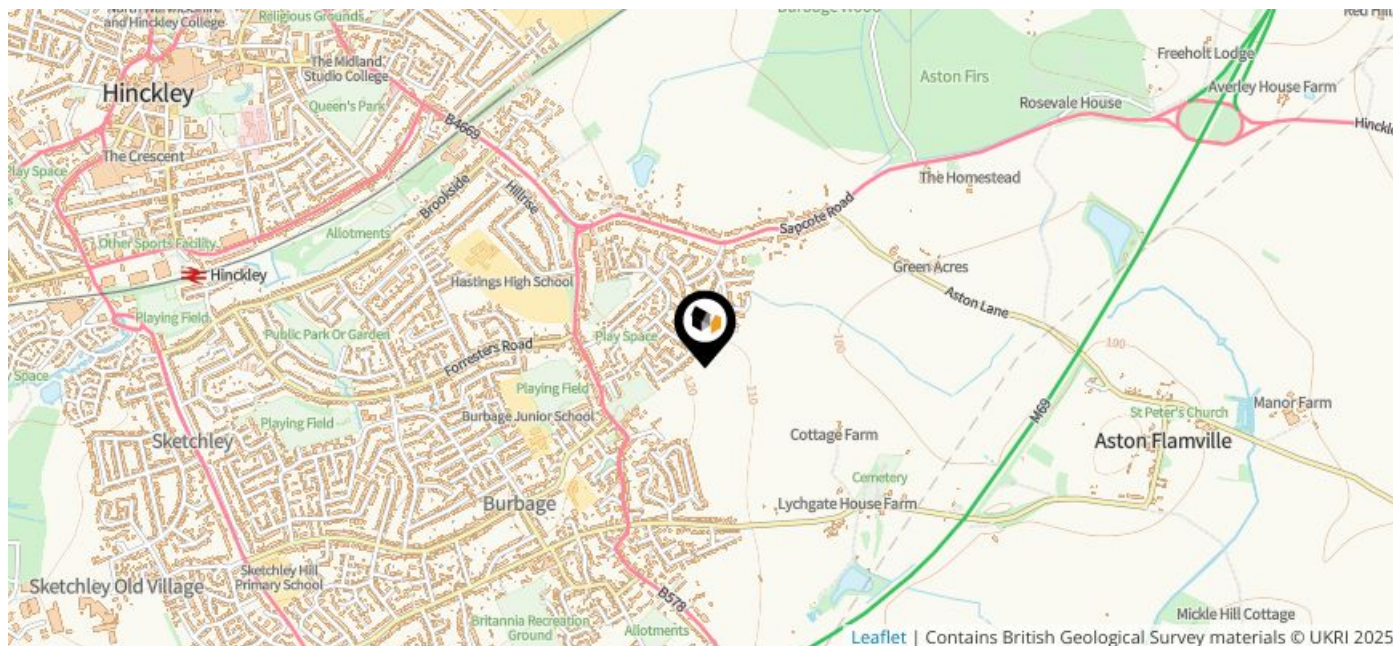 and Hinckley College
Religious Grounds
Burbage Wood
Red Hill
The Midland
Studio College
Freeholt Lodge
Hinckley
Queen's Park
Aston Firs
Averley House Farm
Rosevale House
B4669
The Crescent
Play Space
Brookside
The Homestead
Hillrise
Sapcote Road
Allotments
Other Sports Facility
Hinckley
Hastings High School
Green Acres
Aston Lane
Playing Field
Public Park Or Garden
Play Space
Forresters Road
100
100
Space
Playing Field
120
110
M69
Burbage Junior School
St Peter's Church
Manor Farm
Playing Field
Sketchley
Cottage Farm
Aston Flamville
Cemetery
Burbage
Lychgate House Farm
Sketchley Hill
Primary School
Sketchley Old Village
B578
Britannia Recreation
Ground
Allotments
Mickle Hill Cottage
Leaflet | Contains British Geological Survey materials © UKRI 2025